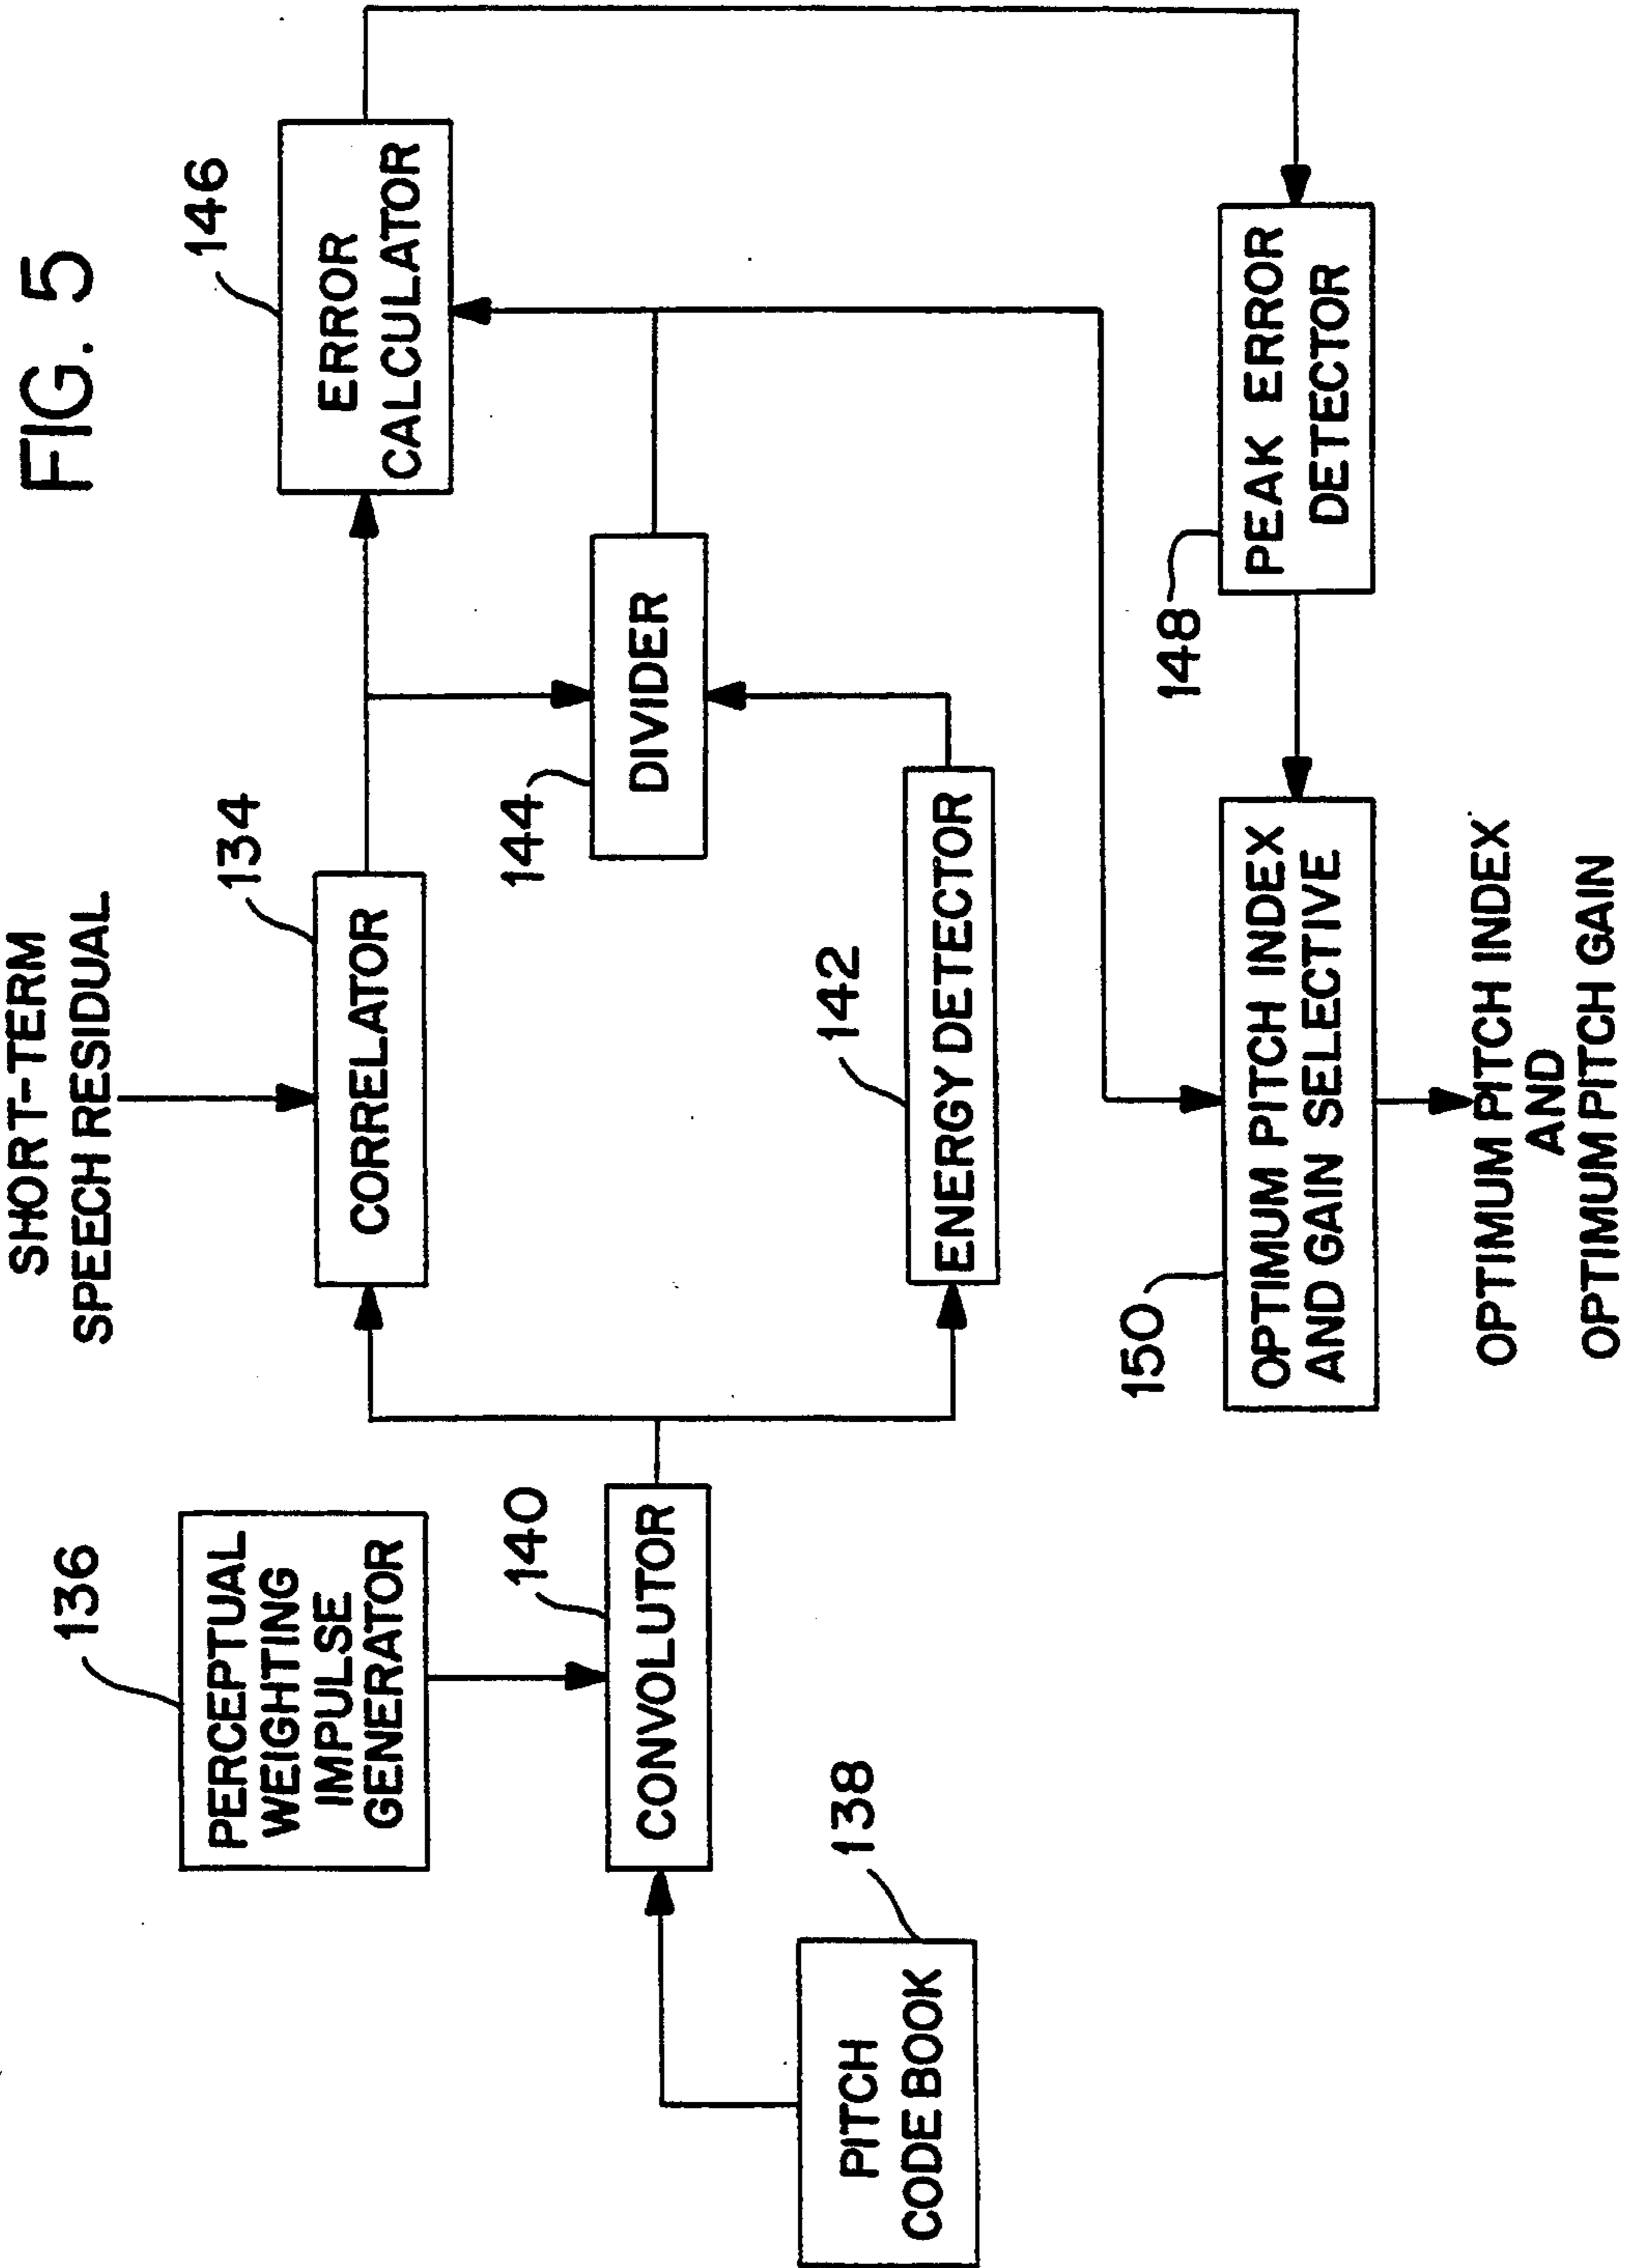 FIG. 5
SHORT-TERM
SPEECH RESIDUAL
136
PERCEPTUAL
WEIGHTING
IMPULSE
GENERATOR
134
CORRELATOR
146
ERROR
CALCULATOR
140
CONVOLUTOR
144
DIVIDER
138
PITCH
CODE BOOK
142
ENERGY DETECTOR
150
OPTIMUM PITCH INDEX
AND GAIN SELECTIVE
148
PEAK ERROR
DETECTOR
OPTIMUM PITCH INDEX
AND
OPTIMUM PITCH GAIN